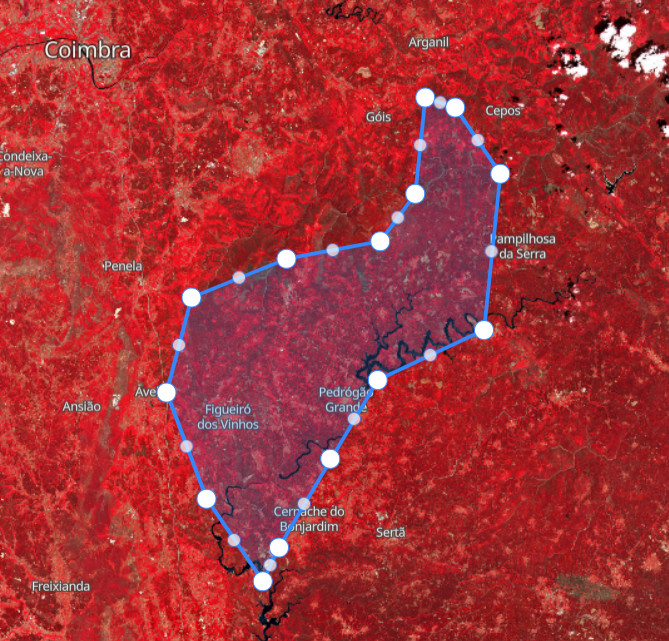 Arganil
Coimbra
Góis
Cepos
Condeixa-
a-Nova
Pampilhosa
da Serra
Penela
Pedrógão
Grande
Ansião
Figueiró
dos Vinhos
Cernache do
Bonjardim
Sertã
Freixianda